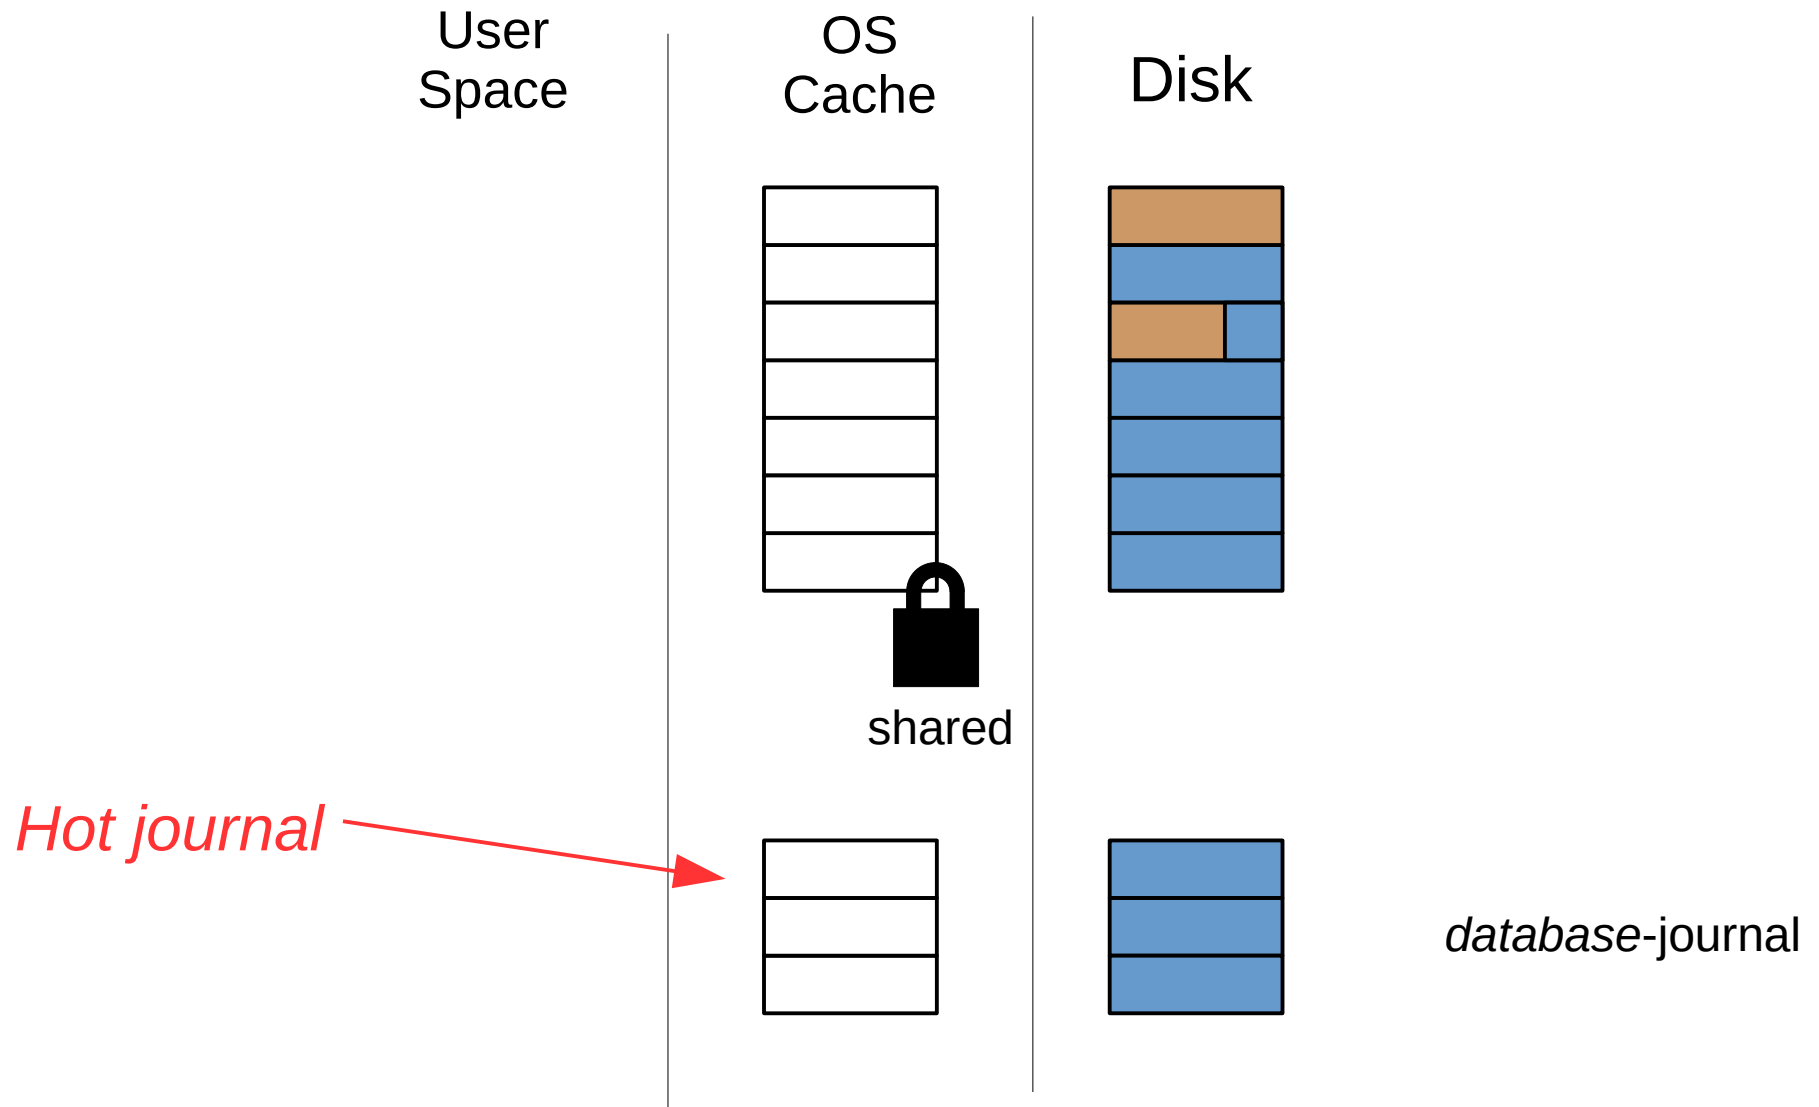 User
Space
OS
Cache
Disk
shared
Hot journal
database-journal